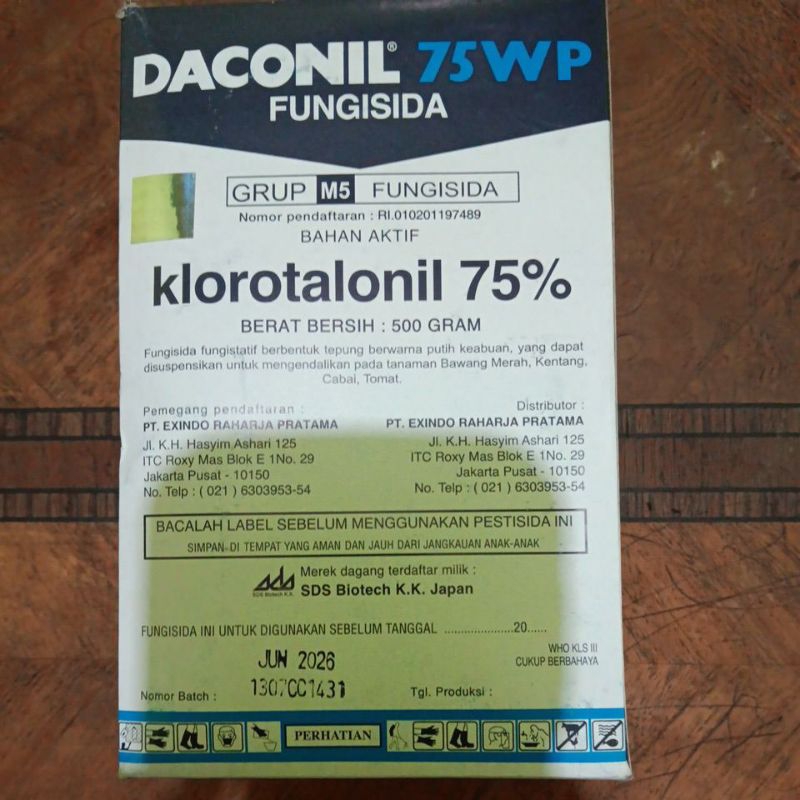 DACONIL® 75WP
FUNGISIDA
GRUP M5 FUNGISIDA
Nomor pendaftaran : RI.010201197489
BAHAN AKTIF
klorotalonil 75%
BERAT BERSIH : 500 GRAM
Fungisida fungistatif berbentuk tepung berwarna putih keabuan, yang dapat
disuspensikan untuk mengendalikan pada tanaman Bawang Merah, Kentang,
Cabai, Tomat.
Pemegang pendaftaran :
PT. EXINDO RAHARJA PRATAMA
Jl. K.H. Hasyim Ashari 125
ITC Roxy Mas Blok E 1No. 29
Jakarta Pusat - 10150
No. Telp : ( 021 ) 6303953-54
Distributor :
PT. EXINDO RAHARJA PRATAMA
Jl. K.H. Hasyim Ashari 125
ITC Roxy Mas Blok E 1No. 29
Jakarta Pusat - 10150
No. Telp : ( 021 ) 6303953-54
BACALAH LABEL SEBELUM MENGGUNAKAN PESTISIDA INI
SIMPAN DI TEMPAT YANG AMAN DAN JAUH DARI JANGKAUAN ANAK-ANAK
Merek dagang terdaftar milik :
SDS Biotech K.K. SDS Biotech K.K. Japan
FUNGISIDA INI UNTUK DIGUNAKAN SEBELUM TANGGAL .....................20......
WHO KLS III
CUKUP BERBAHAYA
JUN 2026
Nomor Batch : 1307CC1431 Tgl. Produksi :
PERHATIAN